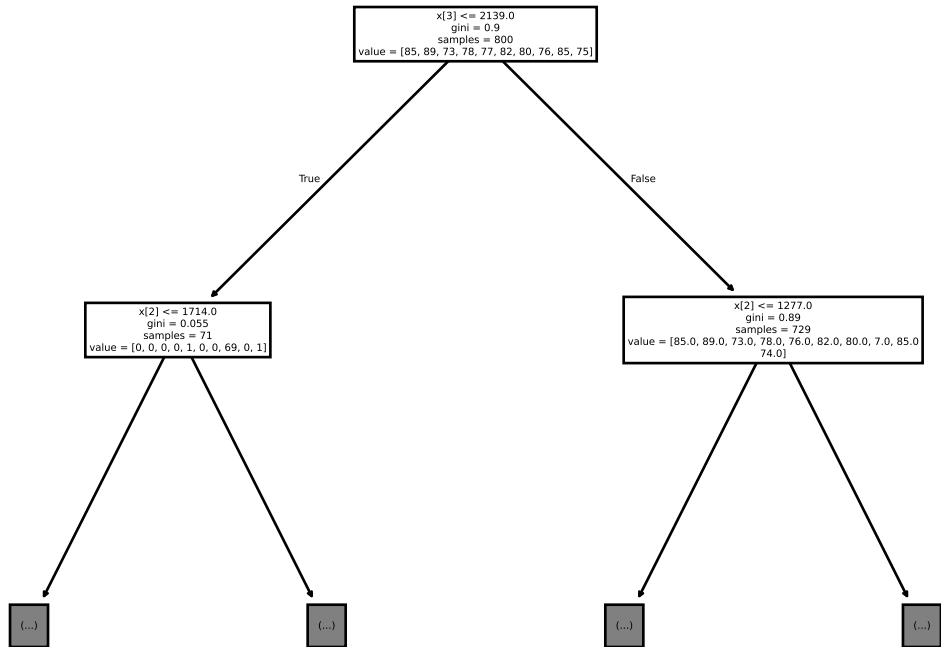 x[3] <= 2139.0
gini = 0.9
samples = 800
value = [85, 89, 73, 78, 77, 82, 80, 76, 85, 75]
True
False
x[2] <= 1714.0
gini = 0.055
samples = 71
value = [0, 0, 0, 0, 1, 0, 0, 69, 0, 1]
x[2] <= 1277.0
gini = 0.89
samples = 729
value = [85.0, 89.0, 73.0, 78.0, 76.0, 82.0, 80.0, 7.0, 85.0
74.0]
(...)
(...)
(...)
(...)